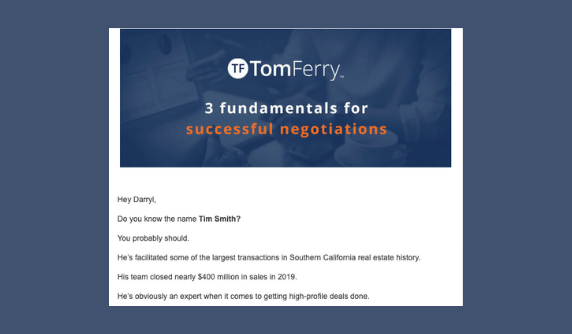 TF TomFerry™
3 fundamentals for
successful negotiations
Hey Darryl,
Do you know the name Tim Smith?
You probably should.
He's facilitated some of the largest transactions in Southern California real estate history.
His team closed nearly $400 million in sales in 2019.
He's obviously an expert when it comes to getting high-profile deals done.